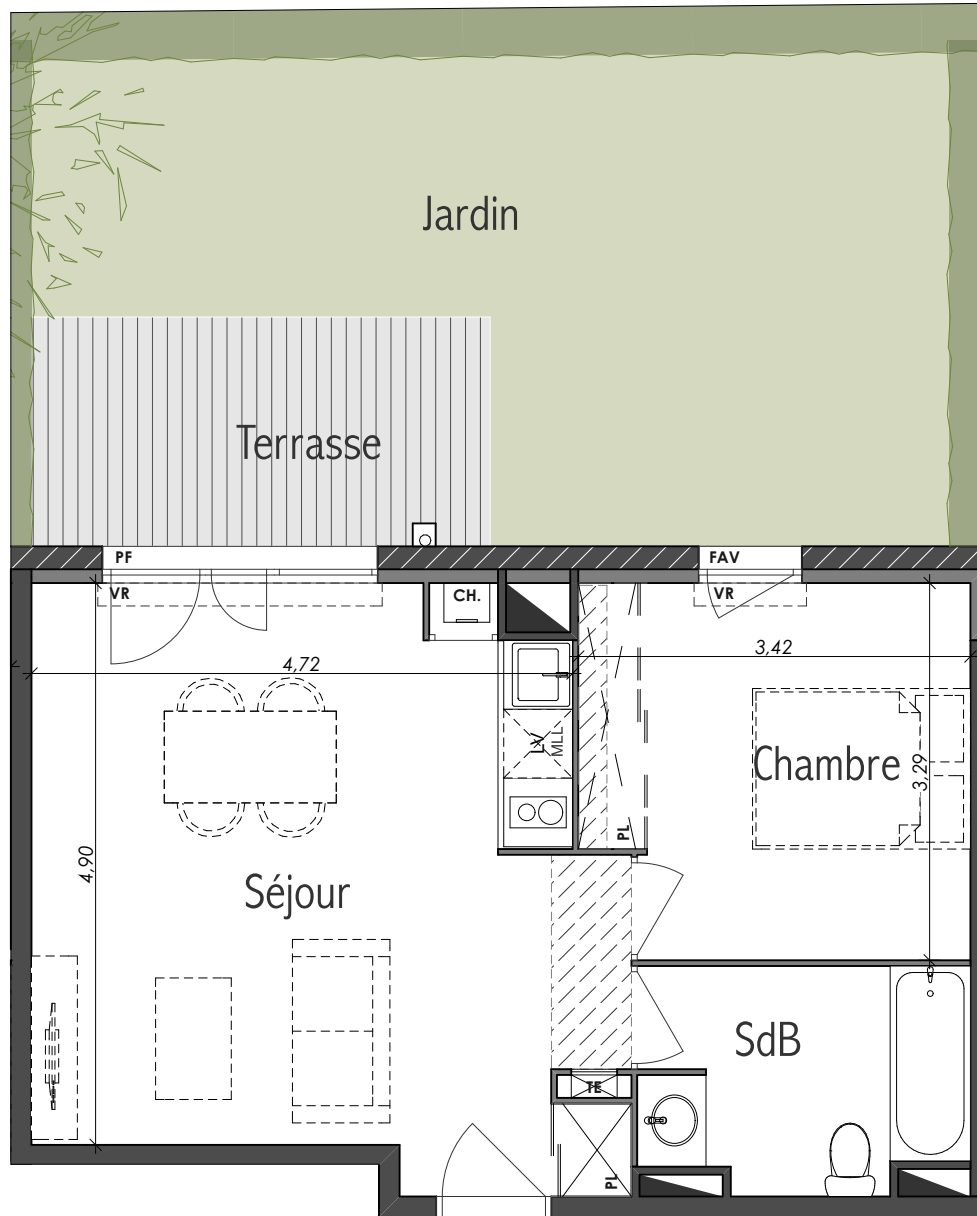 Jardin
Terrasse
PF
FAV
VR
CH.
VR
4,72
3,42
LV
MLL
Chambre
3,29
PL
4,90
Séjour
SdB
TE
PL